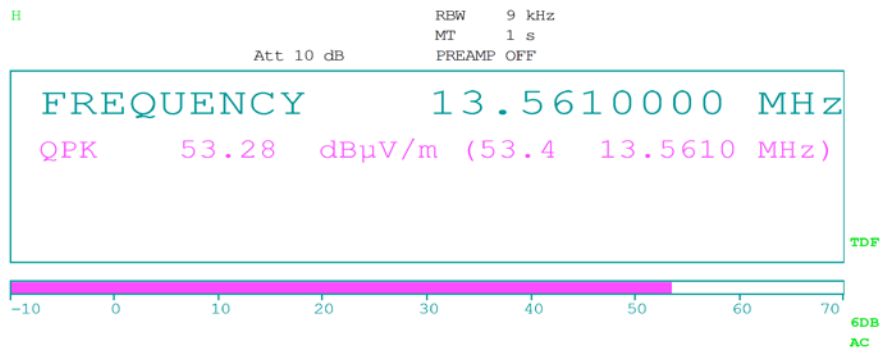 H
RBW 9 kHz
MT 1 s
Att 10 dB PREAMP OFF
FREQUENCY 13.5610000 MHz
QPK 53.28 dBµV/m (53.4 13.5610 MHz)
TDF
-10 0 10 20 30 40 50 60 70
6DB
AC